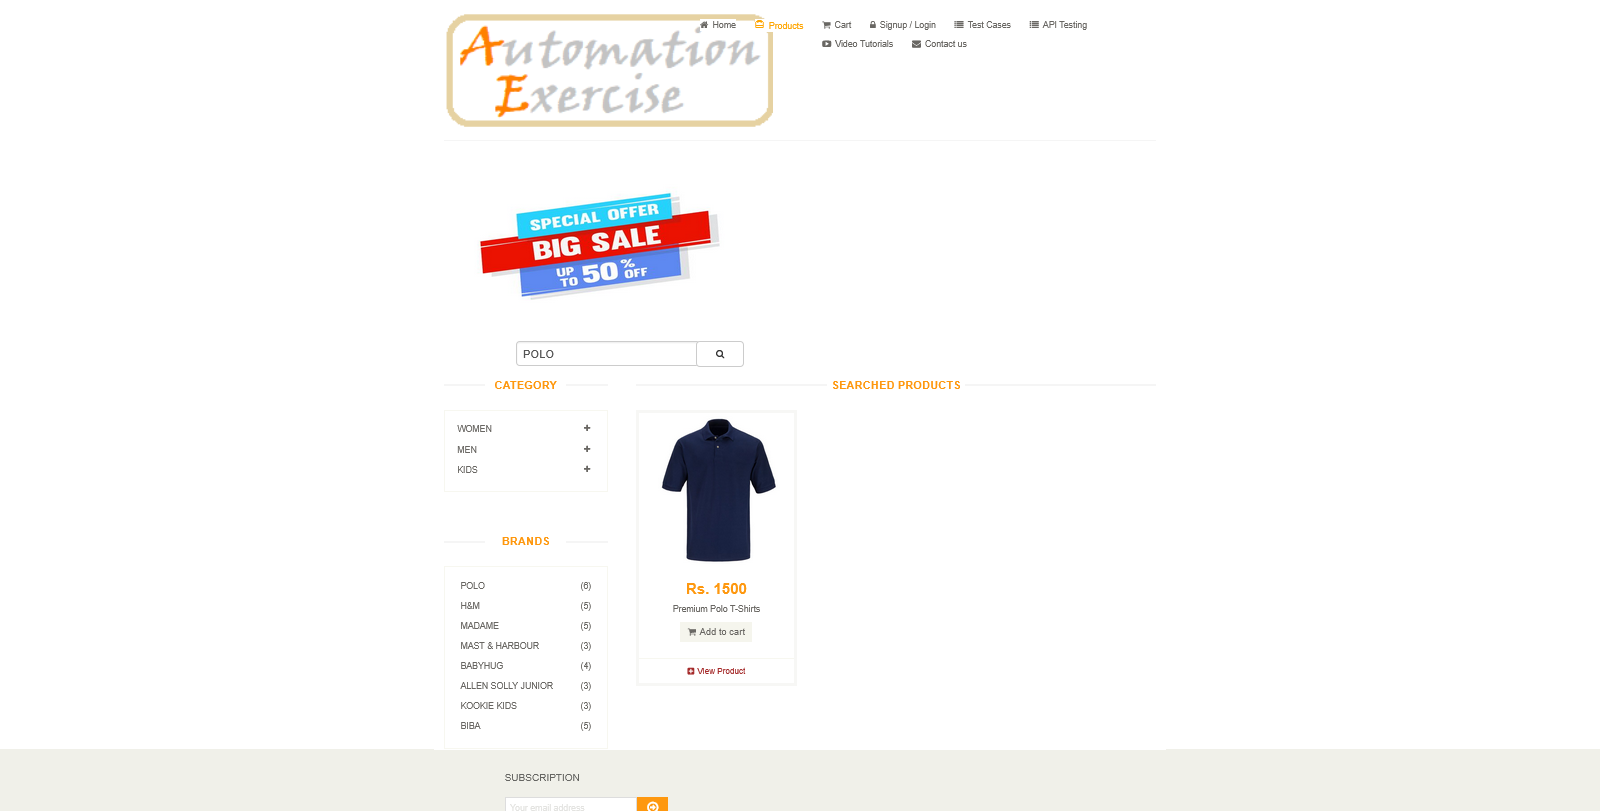 Automation
Exercise
Home
Products
Cart
Signup / Login
Test Cases
API Testing
Video Tutorials
Contact us
SPECIAL OFFER
BIG SALE
UP TO 50% OFF
POLO
CATEGORY
WOMEN
MEN
KIDS
BRANDS
POLO (6)
H&M (5)
MADAME (5)
MAST & HARBOUR (3)
BABYHUG (4)
ALLEN SOLLY JUNIOR (3)
KOOKIE KIDS (3)
BIBA (5)
SEARCHED PRODUCTS
Rs. 1500
Premium Polo T-Shirts
Add to cart
View Product
SUBSCRIPTION
Your email address